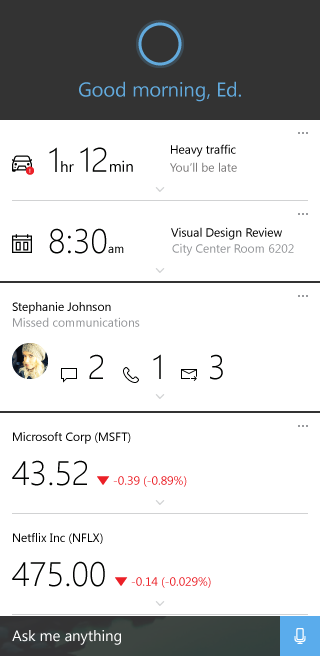 Good morning, Ed.
1hr 12min
Heavy traffic
You'll be late
8:30am
Visual Design Review
City Center Room 6202
Stephanie Johnson
Missed communications
2 1 3
Microsoft Corp (MSFT)
43.52 -0.39 (-0.89%)
Netflix Inc (NFLX)
475.00 -0.14 (-0.029%)
Ask me anything